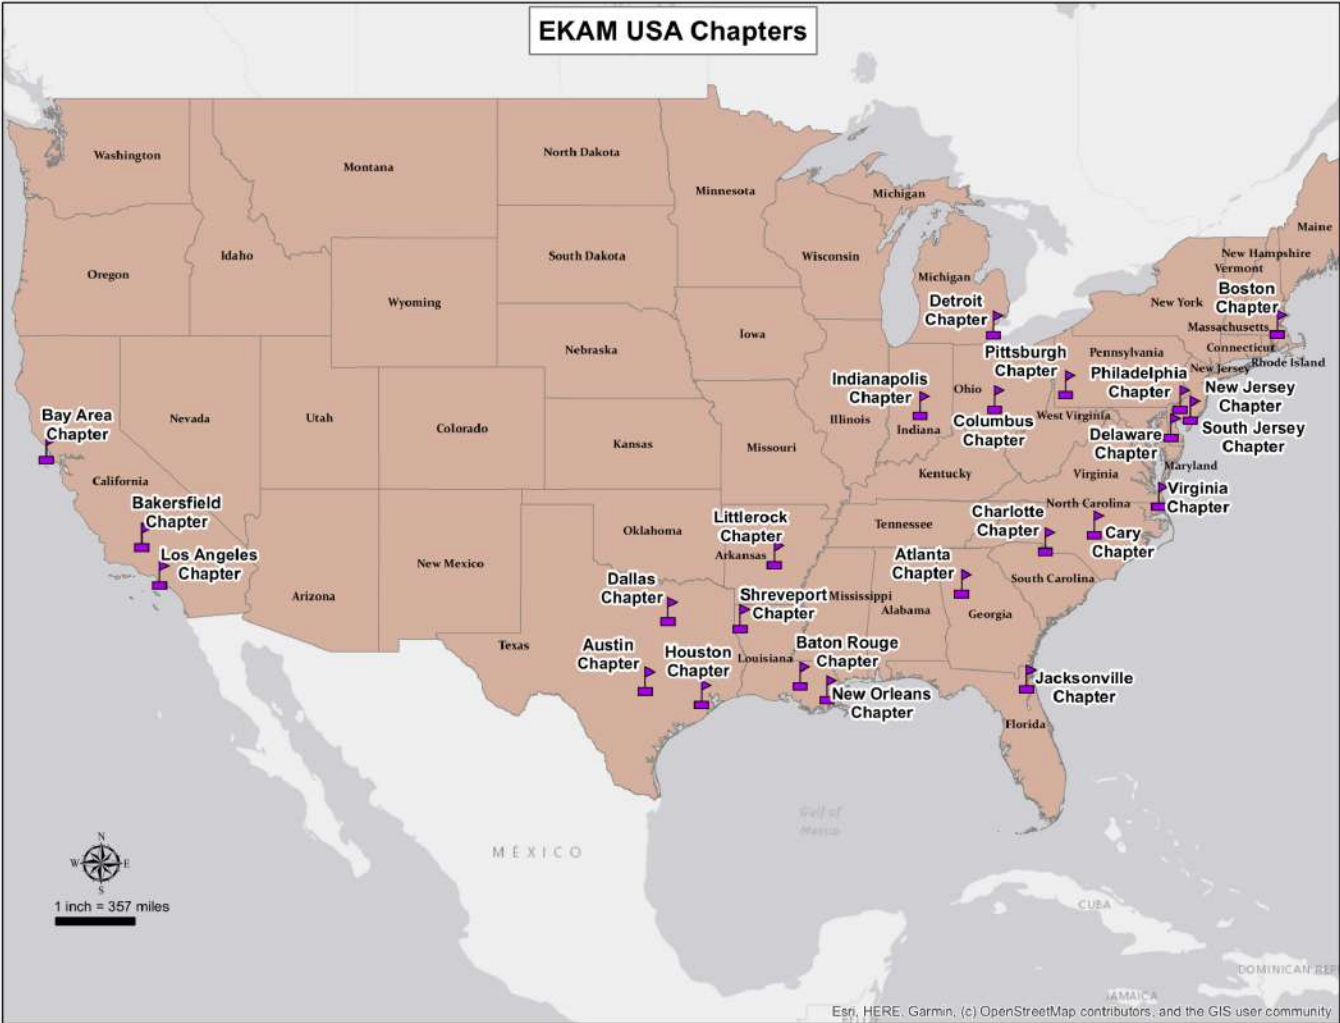 EKAM USA Chapters
Washington
Montana
North Dakota
Minnesota
Michigan
Maine
Oregon
Idaho
South Dakota
Wisconsin
New Hampshire
Vermont
Wyoming
Michigan
New York
Boston
Chapter
Detroit
Chapter
Massachusetts
Iowa
Nebraska
Connecticut
Rhode Island
Pittsburgh
Chapter
Pennsylvania
New Jersey
Philadelphia
Chapter
New Jersey
Chapter
Indianapolis
Chapter
Ohio
Bay Area
Chapter
Nevada
Utah
Colorado
Kansas
Missouri
Illinois
Indiana
Columbus
Chapter
West Virginia
Delaware
Chapter
South Jersey
Chapter
California
Kentucky
Virginia
Maryland
Virginia
Chapter
Bakersfield
Chapter
Los Angeles
Chapter
Arizona
New Mexico
Oklahoma
Littlerock
Chapter
Arkansas
Tennessee
Charlotte
Chapter
North Carolina
Cary
Chapter
Atlanta
Chapter
South Carolina
Dallas
Chapter
Shreveport
Chapter
Mississippi
Alabama
Georgia
Texas
Austin
Chapter
Houston
Chapter
Louisiana
Baton Rouge
Chapter
New Orleans
Chapter
Jacksonville
Chapter
Florida
Gulf of
Mexico
MÉXICO
N
W
E
S
1 inch = 357 miles
CUBA
DOMINICAN REP
JAMAICA
Esri, HERE, Garmin, (c) OpenStreetMap contributors, and the GIS user community